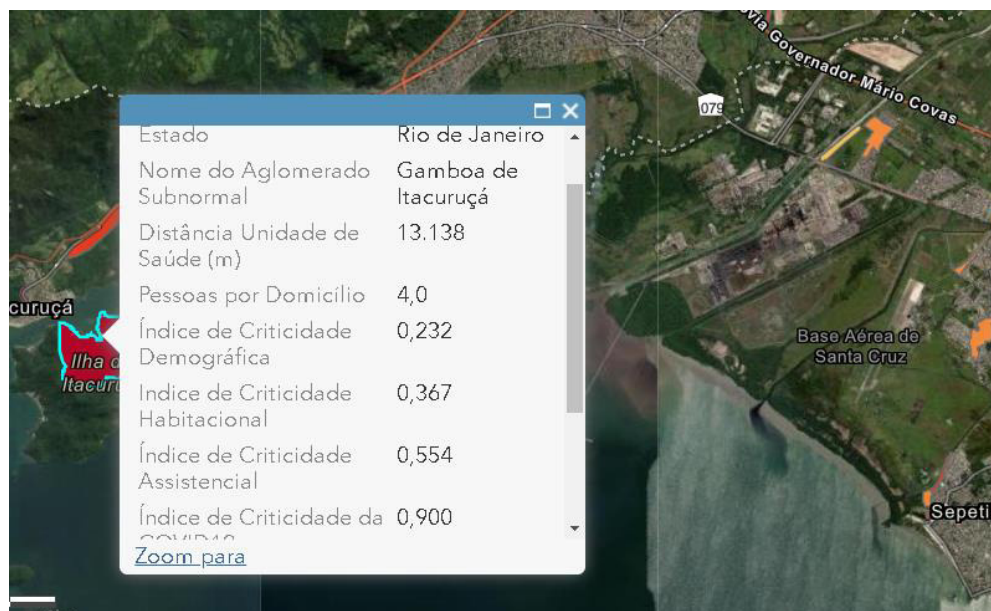 ovia Governador Mário Covas
079
Estado Rio de Janeiro
Nome do Aglomerado Gamboa de
Subnormal Itacuruçá
Distância Unidade de 13.138
Saúde (m)
Pessoas por Domicílio 4,0
Índice de Criticidade 0,232
Demográfica
Indice de Criticidade 0,367
Habitacional
Índice de Criticidade 0,554
Assistencial
Índice de Criticidade da 0,900
Zoom para
curuçá
Ilha d
Itacuru
Base Aérea de
Santa Cruz
Sepeti